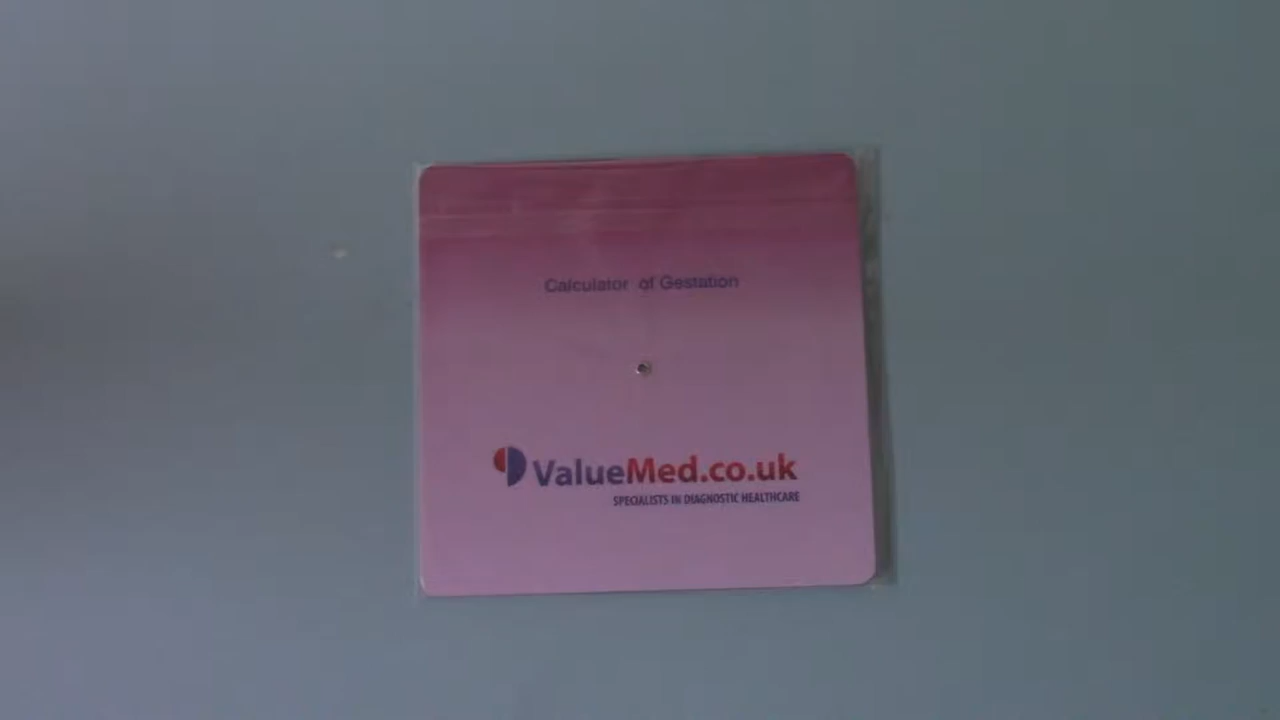 Calculator of Gestation
ValueMed.co.uk
SPECIALISTS IN DIAGNOSTIC HEALTHCARE